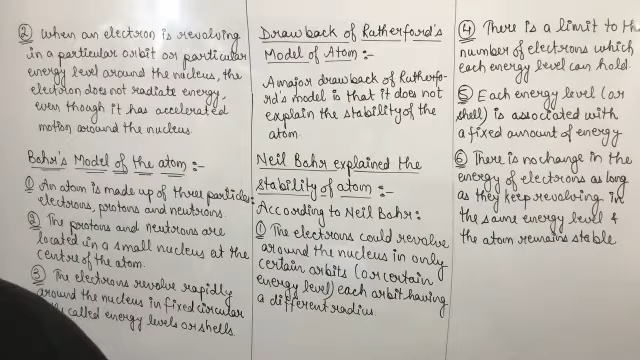 ② When an electron is revolving
in a particular orbit or particular
energy level around the nucleus, the
electron does not radiate energy,
even though it has accelerated
motion around the nucleus.
Bohr's Model of the atom :-
① An atom is made up of three particles:
electrons, protons and neutrons.
② The protons and neutrons are
located in a small nucleus at the
centre of the atom.
③ The electrons revolve rapidly
around the nucleus in fixed circular
called energy levels or shells.
Drawback of Rutherford's
Model of Atom :-
A major drawback of Rutherfo-
rd's model is that it does not
explain the stability of the
atom.
Neil Bohr explained the
stability of atom :-
According to Neil Bohr:
① The electrons could revolve
around the nucleus in only
certain orbits (or certain
energy level) each orbit having
a different radius.
④ There is a limit to th
number of electrons which
each energy level can hold.
⑤ Each energy level (or
shell) is associated with
a fixed amount of energy
⑥ There is no change in the
energy of electrons as long
as they keep revolving in
the same energy level &
the atom remains stable